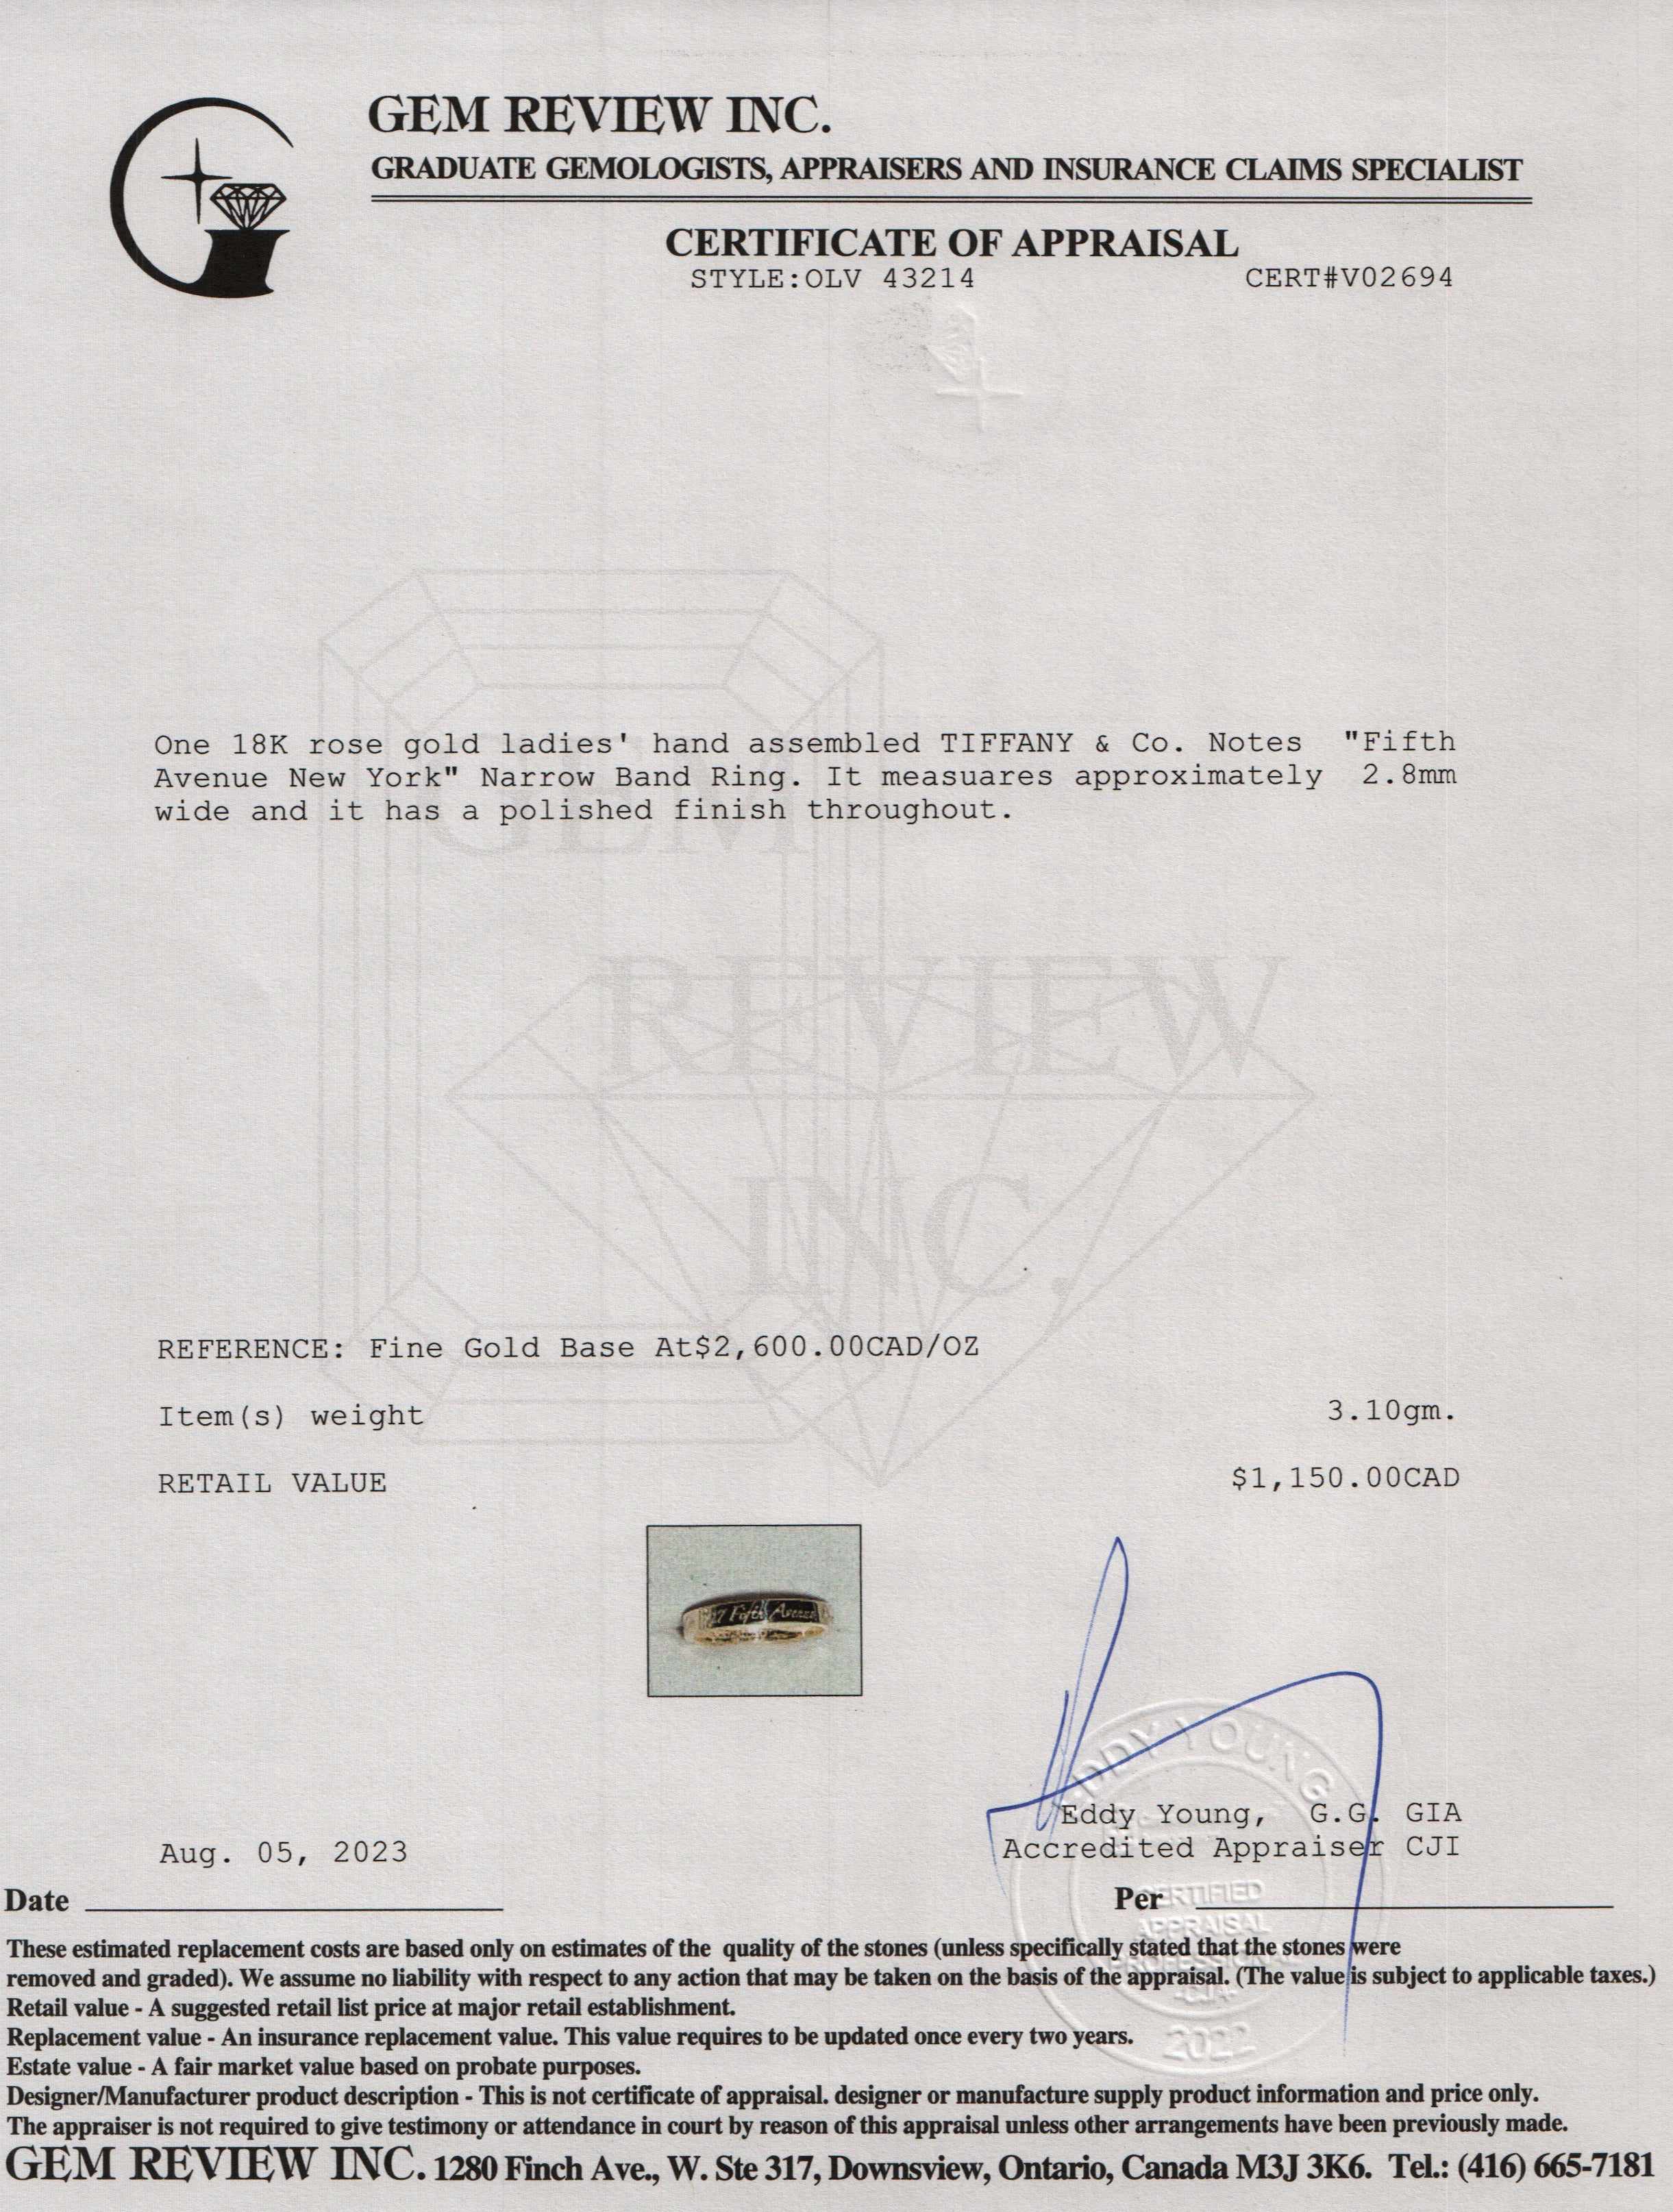 GEM REVIEW INC.
GRADUATE GEMOLOGISTS, APPRAISERS AND INSURANCE CLAIMS SPECIALIST
CERTIFICATE OF APPRAISAL
STYLE:OLV 43214 CERT#V02694
One 18K rose gold ladies' hand assembled TIFFANY & Co. Notes "Fifth
Avenue New York" Narrow Band Ring. It measuares approximately 2.8mm
wide and it has a polished finish throughout.
GEM
REVIEW
INC.
REFERENCE: Fine Gold Base At$2,600.00CAD/OZ
Item(s) weight 3.10gm.
RETAIL VALUE $1,150.00CAD
7 Fifth Avenue
EDDY YOUNG
Eddy Young, G.G. GIA
Accredited Appraiser CJI
Aug. 05, 2023
Date
Per
CERTIFIED
APPRAISAL
PROFESSIONAL
2022
These estimated replacement costs are based only on estimates of the quality of the stones (unless specifically stated that the stones were
removed and graded). We assume no liability with respect to any action that may be taken on the basis of the appraisal. (The value is subject to applicable taxes.)
Retail value - A suggested retail list price at major retail establishment.
Replacement value - An insurance replacement value. This value requires to be updated once every two years.
Estate value - A fair market value based on probate purposes.
Designer/Manufacturer product description - This is not certificate of appraisal. designer or manufacture supply product information and price only.
The appraiser is not required to give testimony or attendance in court by reason of this appraisal unless other arrangements have been previously made.
GEM REVIEW INC. 1280 Finch Ave., W. Ste 317, Downsview, Ontario, Canada M3J 3K6. Tel.: (416) 665-7181